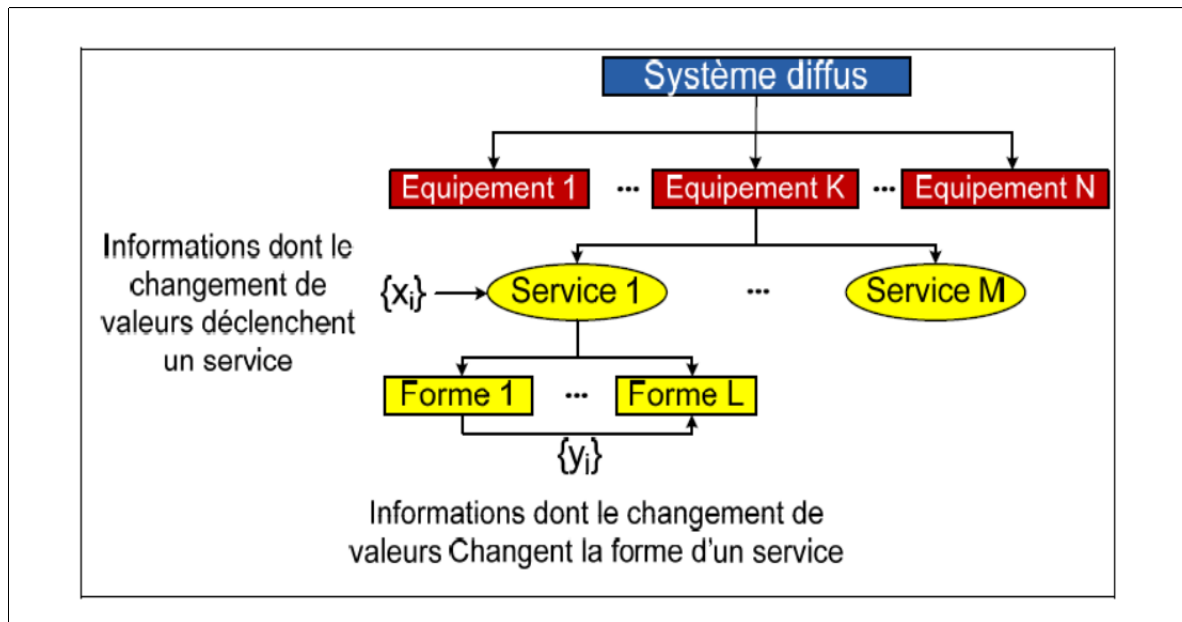 Système diffus
Equipement 1 ... Equipement K ... Equipement N
Informations dont le
changement de
valeurs déclenchent
un service
{xi}
Service 1 ... Service M
Forme 1 ... Forme L
{yi}
Informations dont le changement de
valeurs Changent la forme d'un service